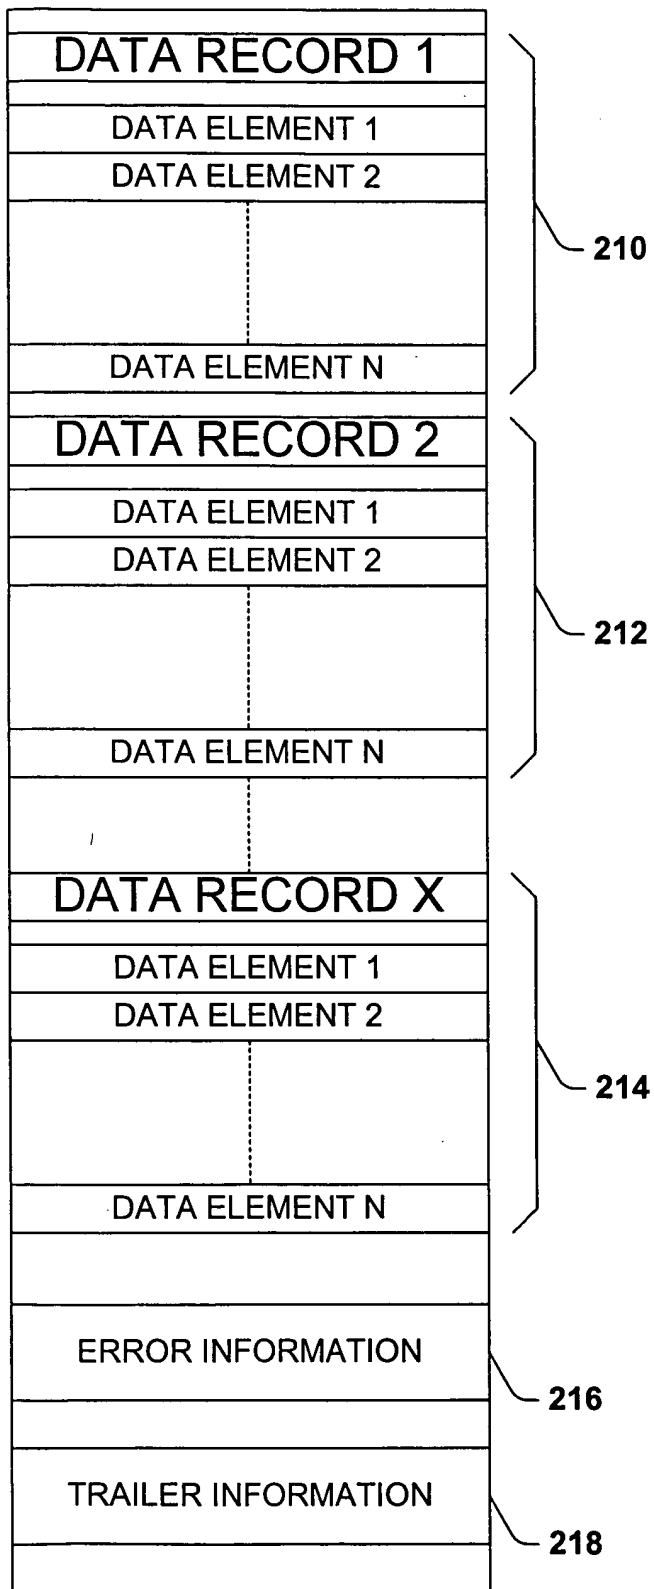 DATA RECORD 1
DATA ELEMENT 1
DATA ELEMENT 2
210
DATA ELEMENT N
DATA RECORD 2
DATA ELEMENT 1
DATA ELEMENT 2
212
DATA ELEMENT N
DATA RECORD X
DATA ELEMENT 1
DATA ELEMENT 2
214
DATA ELEMENT N
ERROR INFORMATION
216
TRAILER INFORMATION
218